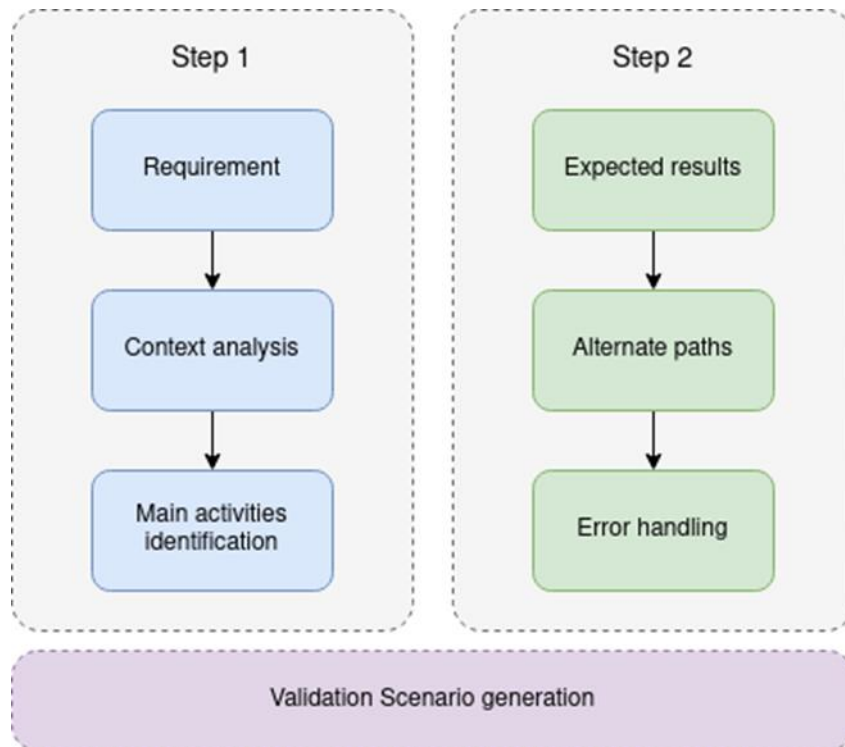 Step 1
Requirement
Context analysis
Main activities
identification
Step 2
Expected results
Alternate paths
Error handling
Validation Scenario generation